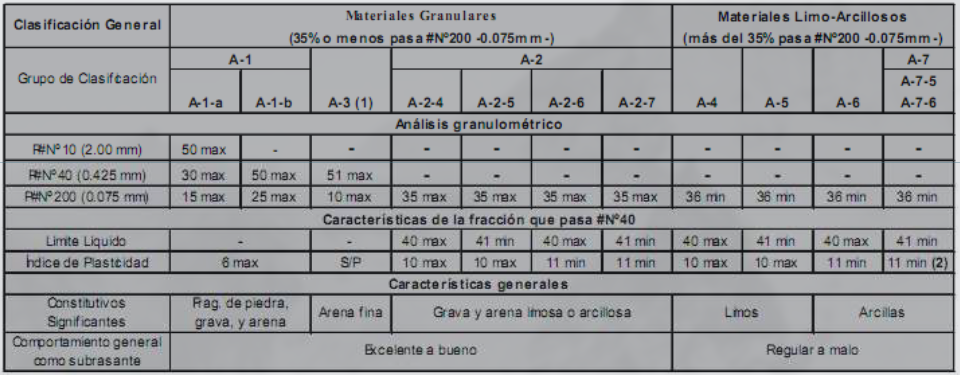 Clasificación General Materiales Granulares Materiales Limo-Arcillosos
(35% o menos pasa #Nº200 -0.075mm-) (más del 35% pasa #Nº200 -0.075mm-)
Grupo de Clasificación A-1 A-2 A-7
A-7-5
A-1-a A-1-b A-3 (1) A-2-4 A-2-5 A-2-6 A-2-7 A-4 A-5 A-6 A-7-6
Análisis granulométrico
P#Nº10 (2.00 mm) 50 max - - - - - - - - - -
P#Nº40 (0.425 mm) 30 max 50 max 51 max - - - - - - - -
P#Nº200 (0.075 mm) 15 max 25 max 10 max 35 max 35 max 35 max 35 max 36 min 36 min 36 min 36 min
Características de la fracción que pasa #Nº40
Límite Líquido - - 40 max 41 min 40 max 41 min 40 max 41 min 40 max 41 min
Índice de Plasticidad 6 max S/P 10 max 10 max 11 min 11 min 10 max 10 max 11 min 11 min (2)
Características generales
Constitutivos Significantes Frag. de piedra, grava, y arena Arena fina Grava y arena limosa o arcillosa Limos Arcillas
Comportamiento general como subrasante Excelente a bueno Regular a malo